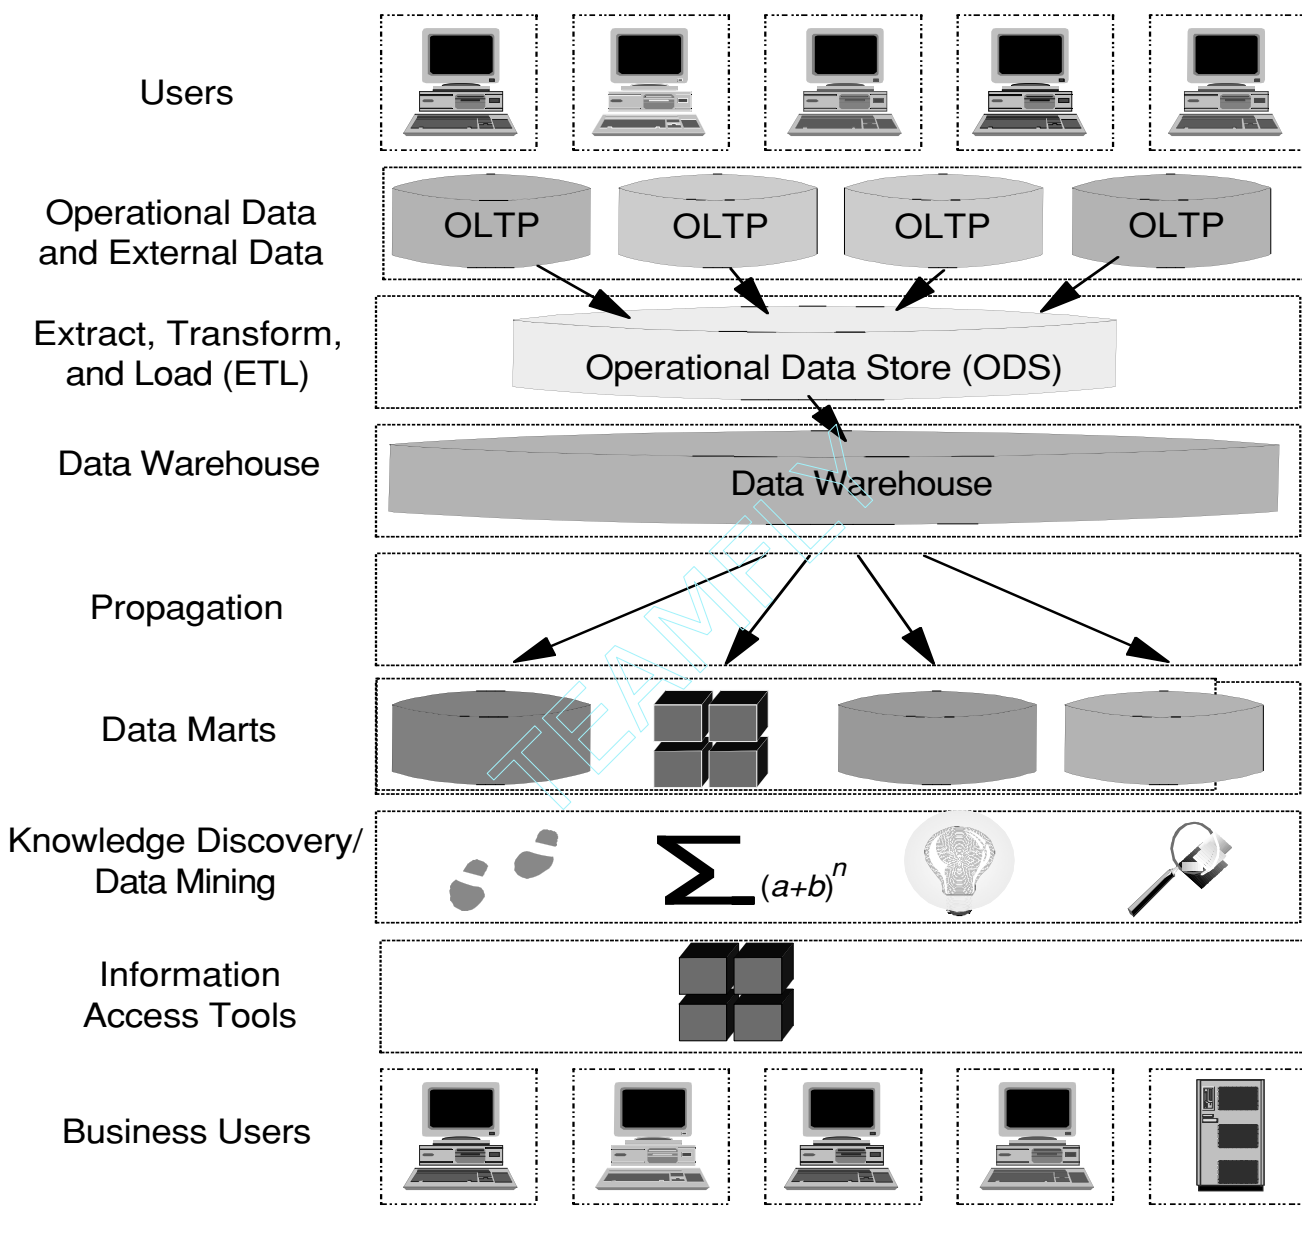 Users
Operational Data
and External Data
OLTP
OLTP
OLTP
OLTP
Extract, Transform,
and Load (ETL)
Operational Data Store (ODS)
Data Warehouse
Data Warehouse
Propagation
Data Marts
Knowledge Discovery/
Data Mining
∑(a+b)ⁿ
Information
Access Tools
Business Users
TEAMFLY